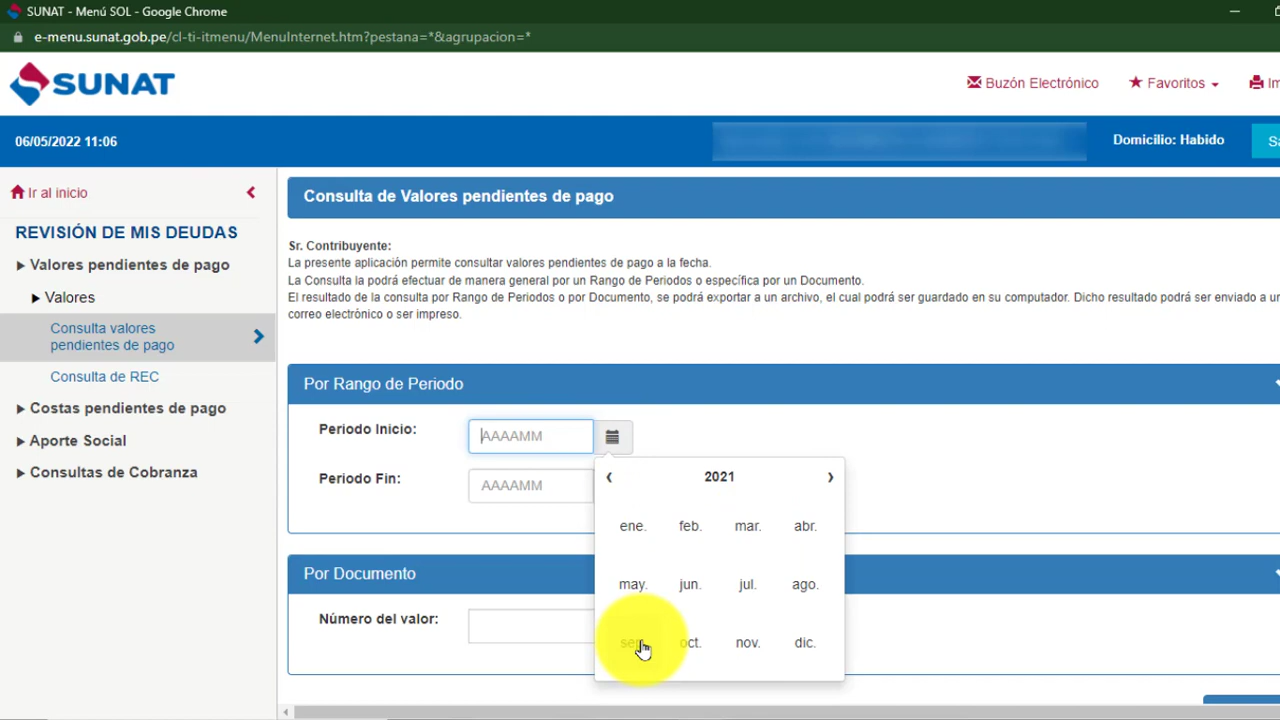 SUNAT - Menú SOL - Google Chrome
e-menu.sunat.gob.pe/cl-ti-itmenu/MenuInternet.htm?pestana=*&agrupacion=*
SUNAT
Buzón Electrónico
Favoritos
06/05/2022 11:06
Domicilio: Habido
Ir al inicio
REVISIÓN DE MIS DEUDAS
Valores pendientes de pago
Valores
Consulta valores
pendientes de pago
Consulta de REC
Costas pendientes de pago
Aporte Social
Consultas de Cobranza
Consulta de Valores pendientes de pago
Sr. Contribuyente:
La presente aplicación permite consultar valores pendientes de pago a la fecha.
La Consulta la podrá efectuar de manera general por un Rango de Periodos o específica por un Documento.
El resultado de la consulta por Rango de Periodos o por Documento, se podrá exportar a un archivo, el cual podrá ser guardado en su computador. Dicho resultado podrá ser enviado a
correo electrónico o ser impreso.
Por Rango de Periodo
Periodo Inicio: AAAAMM
Periodo Fin: AAAAMM
2021
ene. feb. mar. abr.
may. jun. jul. ago.
oct. nov. dic.
Por Documento
Número del valor: